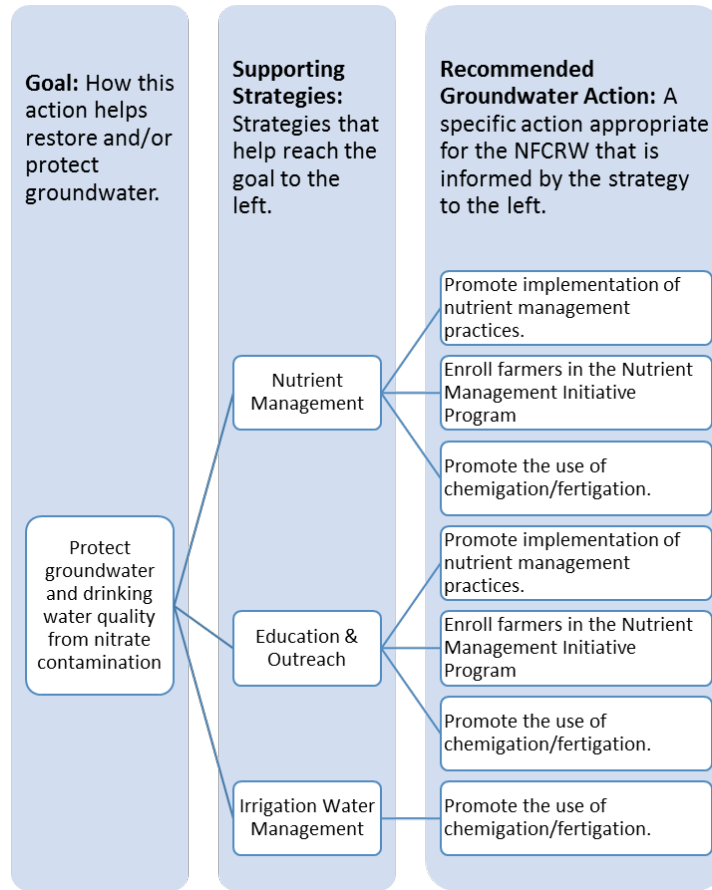 Goal: How this
action helps
restore and/or
protect
groundwater.
Supporting
Strategies:
Strategies that
help reach the
goal to the
left.
Recommended
Groundwater Action: A
specific action appropriate
for the NFCRW that is
informed by the strategy
to the left.
Protect
groundwater
and drinking
water quality
from nitrate
contamination
Nutrient
Management
Promote implementation of
nutrient management
practices.
Enroll farmers in the Nutrient
Management Initiative
Program
Promote the use of
chemigation/fertigation.
Education &
Outreach
Promote implementation of
nutrient management
practices.
Enroll farmers in the Nutrient
Management Initiative
Program
Promote the use of
chemigation/fertigation.
Irrigation Water
Management
Promote the use of
chemigation/fertigation.